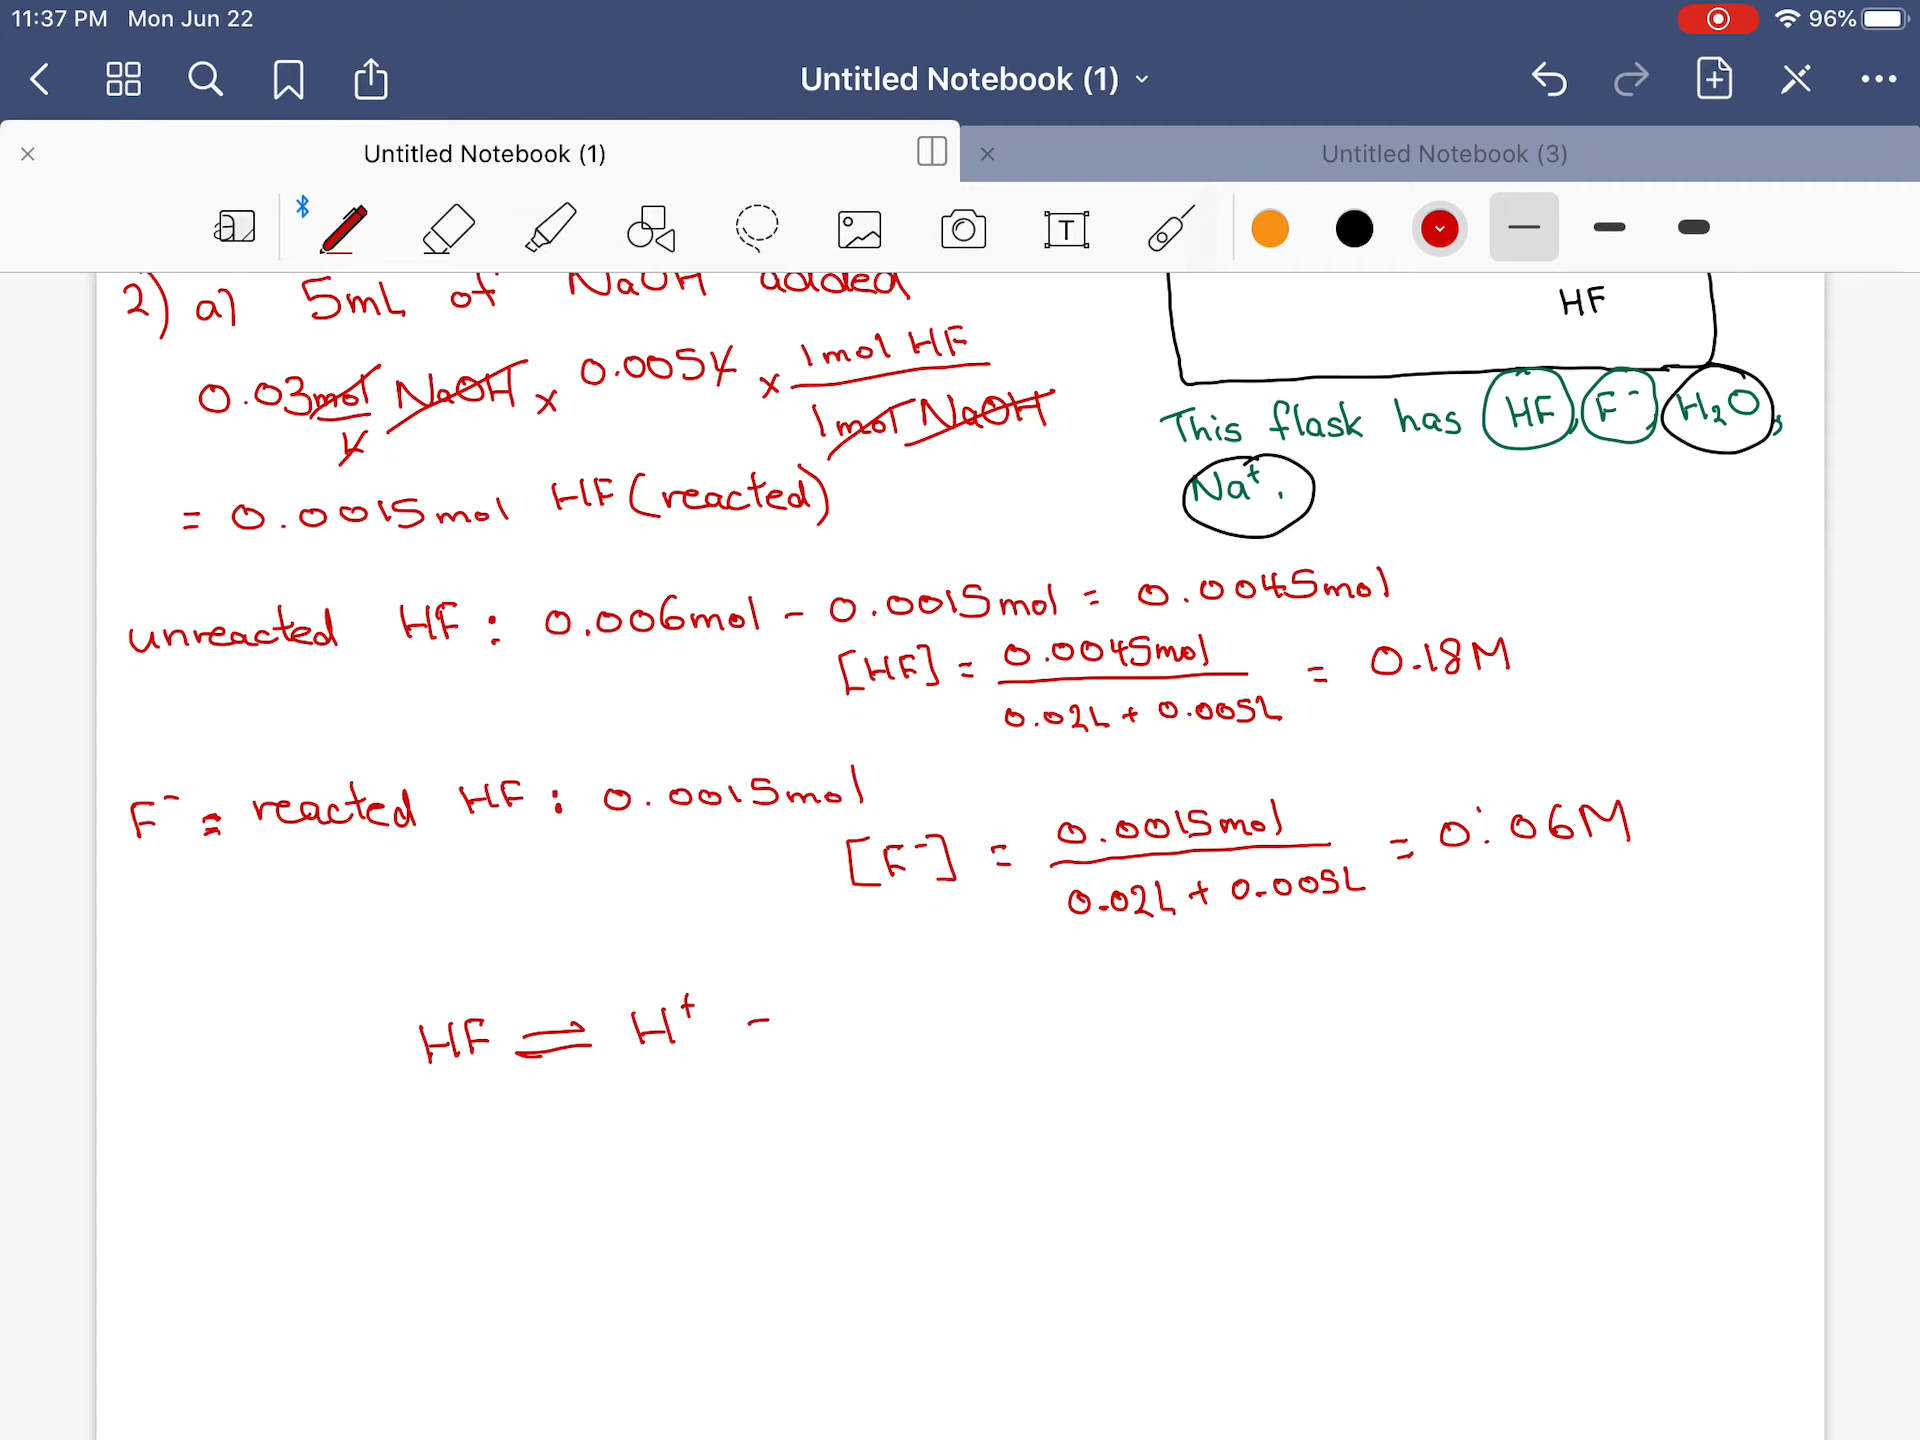 11:37 PM Mon Jun 22
96%
Untitled Notebook (1)
Untitled Notebook (1)
Untitled Notebook (3)
T
2) a) 5mL of NaOH added
HF
0.03 mol/L NaOH × 0.005L × 1mol HF / 1mol NaOH
This flask has HF, F⁻, H₂O,
Na⁺.
= 0.0015mol HF (reacted)
unreacted HF : 0.006mol - 0.0015mol = 0.0045mol
[HF] = 0.0045mol / 0.02L + 0.005L = 0.18M
F⁻ = reacted HF : 0.0015mol
[F⁻] = 0.0015mol / 0.02L + 0.005L = 0.06M
HF ⇌ H⁺ -